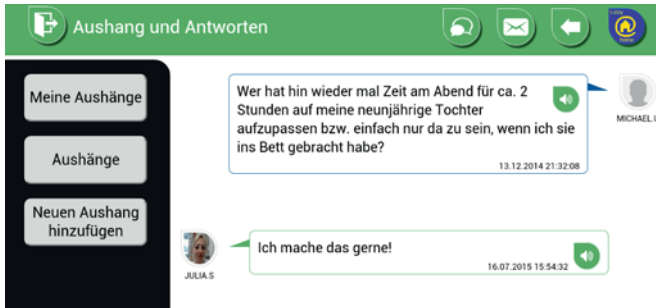 Aushang und Antworten
Meine Aushänge
Aushänge
Neuen Aushang
hinzufügen
Wer hat hin wieder mal Zeit am Abend für ca. 2
Stunden auf meine neunjährige Tochter
aufzupassen bzw. einfach nur da zu sein, wenn ich sie
ins Bett gebracht habe?
13.12.2014 21:32:08
MICHAEL.
Ich mache das gerne!
16.07.2015 15:54:32
JULIA.S